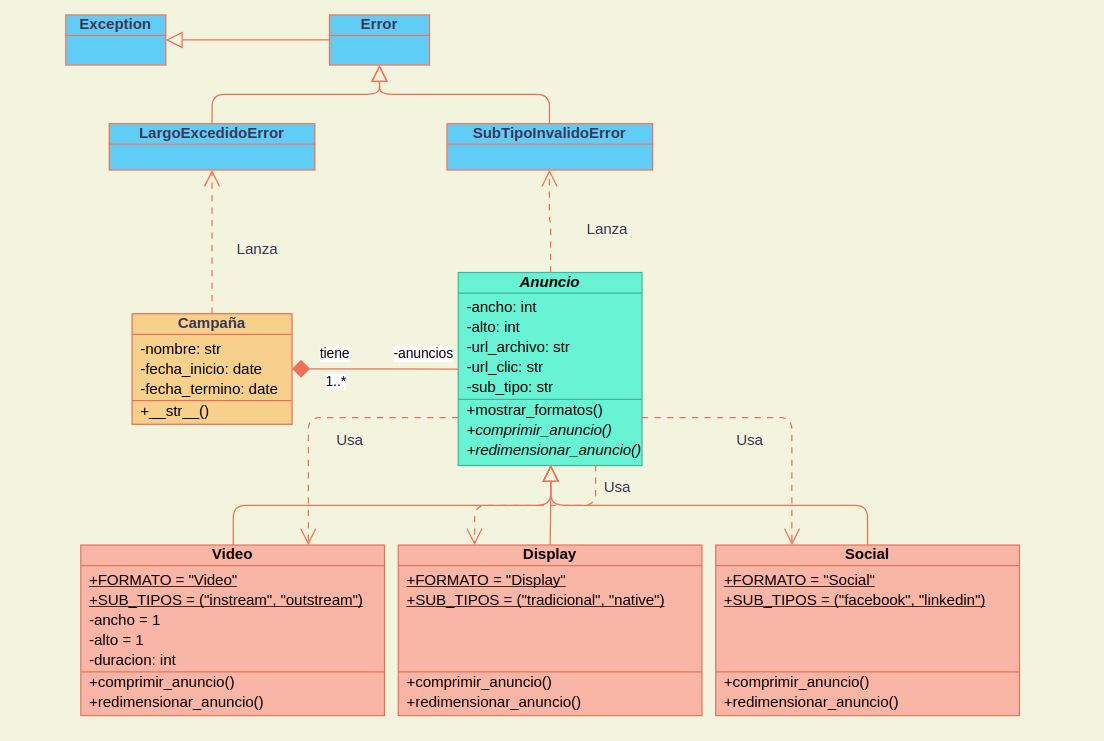 Exception
Error
LargoExcedidoError
SubTipoInvalidoError
Lanza
Lanza
Anuncio
-ancho: int
-alto: int
-url_archivo: str
-url_clic: str
-sub_tipo: str
+mostrar_formatos()
+comprimir_anuncio()
+redimensionar_anuncio()
Campaña
-nombre: str
-fecha_inicio: date
-fecha_termino: date
+__str__()
tiene
-anuncios
1..*
Usa
Usa
Usa
Video
+FORMATO = "Video"
+SUB_TIPOS = ("instream", "outstream")
-ancho = 1
-alto = 1
-duracion: int
+comprimir_anuncio()
+redimensionar_anuncio()
Display
+FORMATO = "Display"
+SUB_TIPOS = ("tradicional", "native")
+comprimir_anuncio()
+redimensionar_anuncio()
Social
+FORMATO = "Social"
+SUB_TIPOS = ("facebook", "linkedin")
+comprimir_anuncio()
+redimensionar_anuncio()